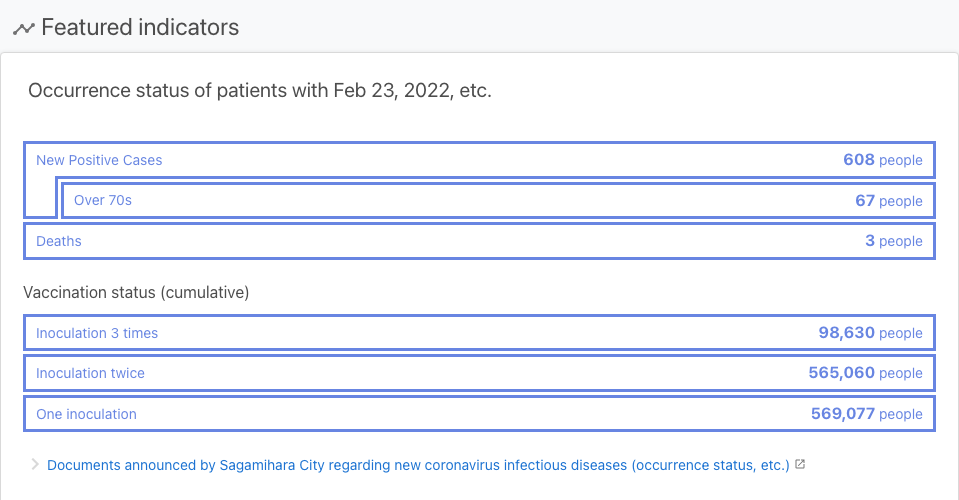 Featured indicators
Occurrence status of patients with Feb 23, 2022, etc.
New Positive Cases 608 people
Over 70s 67 people
Deaths 3 people
Vaccination status (cumulative)
Inoculation 3 times 98,630 people
Inoculation twice 565,060 people
One inoculation 569,077 people
Documents announced by Sagamihara City regarding new coronavirus infectious diseases (occurrence status, etc.)